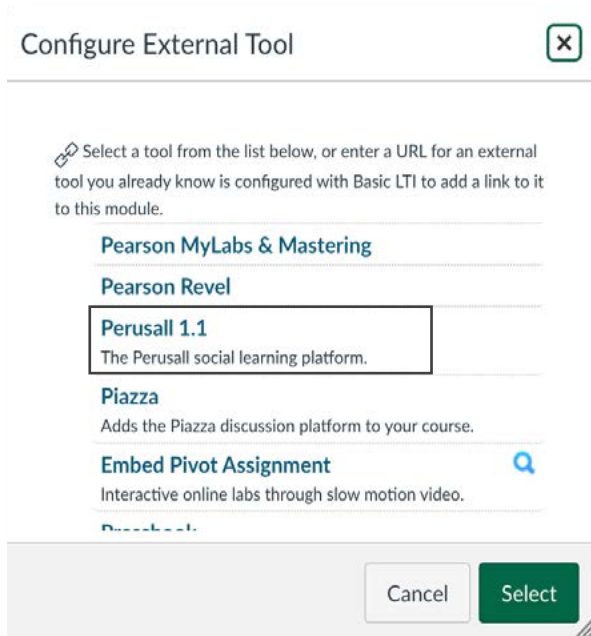 Configure External Tool
Select a tool from the list below, or enter a URL for an external
tool you already know is configured with Basic LTI to add a link to it
to this module.
Pearson MyLabs & Mastering
Pearson Revel
Perusall 1.1
The Perusall social learning platform.
Piazza
Adds the Piazza discussion platform to your course.
Embed Pivot Assignment
Interactive online labs through slow motion video.
Cancel Select